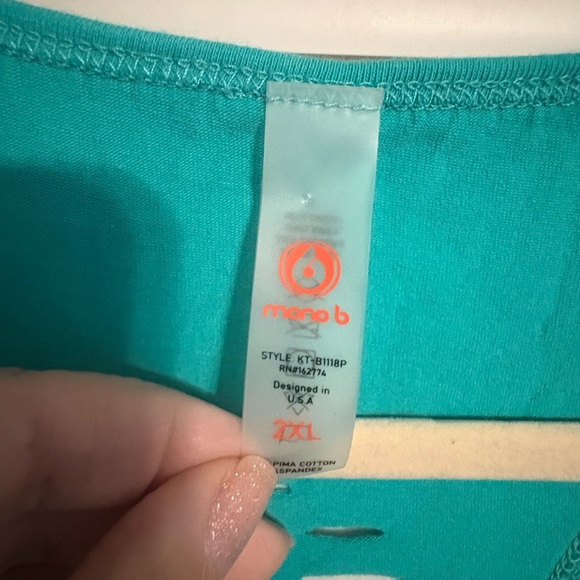 mono b
STYLE KT-B1118P
RN#162774
Designed in
U.S.A
2XL
PIMA COTTON
SPANDEX